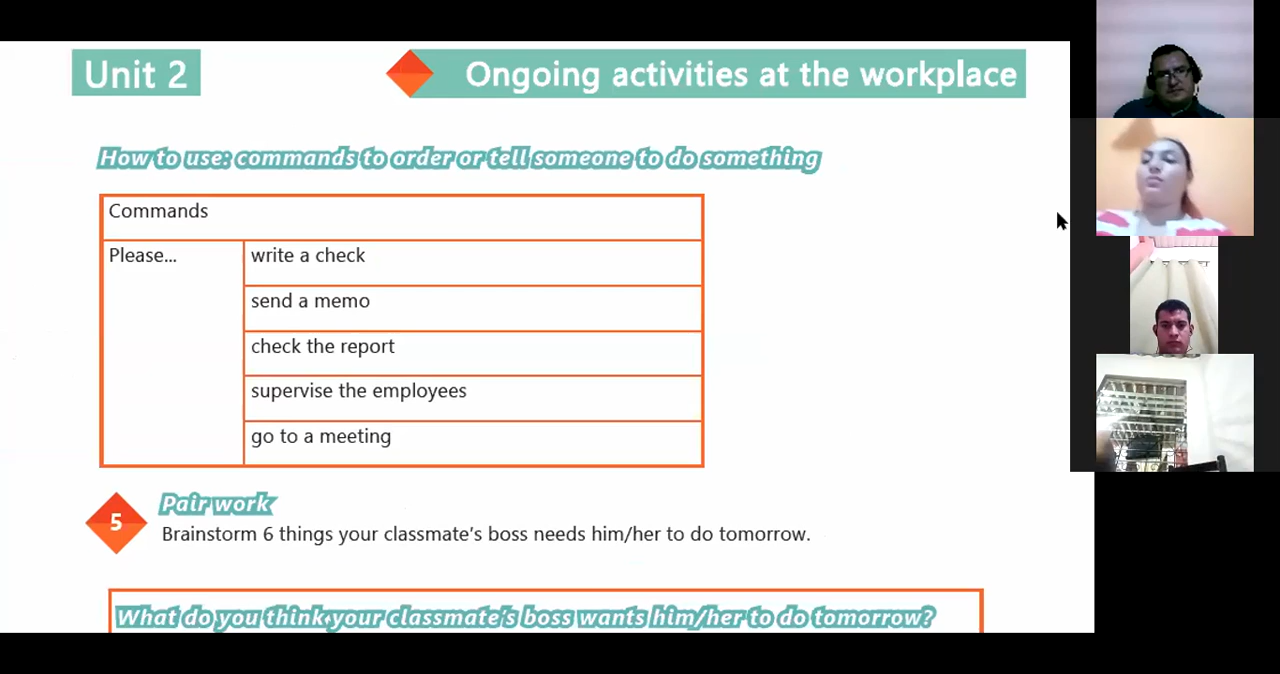 Unit 2
Ongoing activities at the workplace
How to use: commands to order or tell someone to do something
Commands
Please...
write a check
send a memo
check the report
supervise the employees
go to a meeting
5
Pair work
Brainstorm 6 things your classmate's boss needs him/her to do tomorrow.
What do you think your classmate's boss wants him/her to do tomorrow?